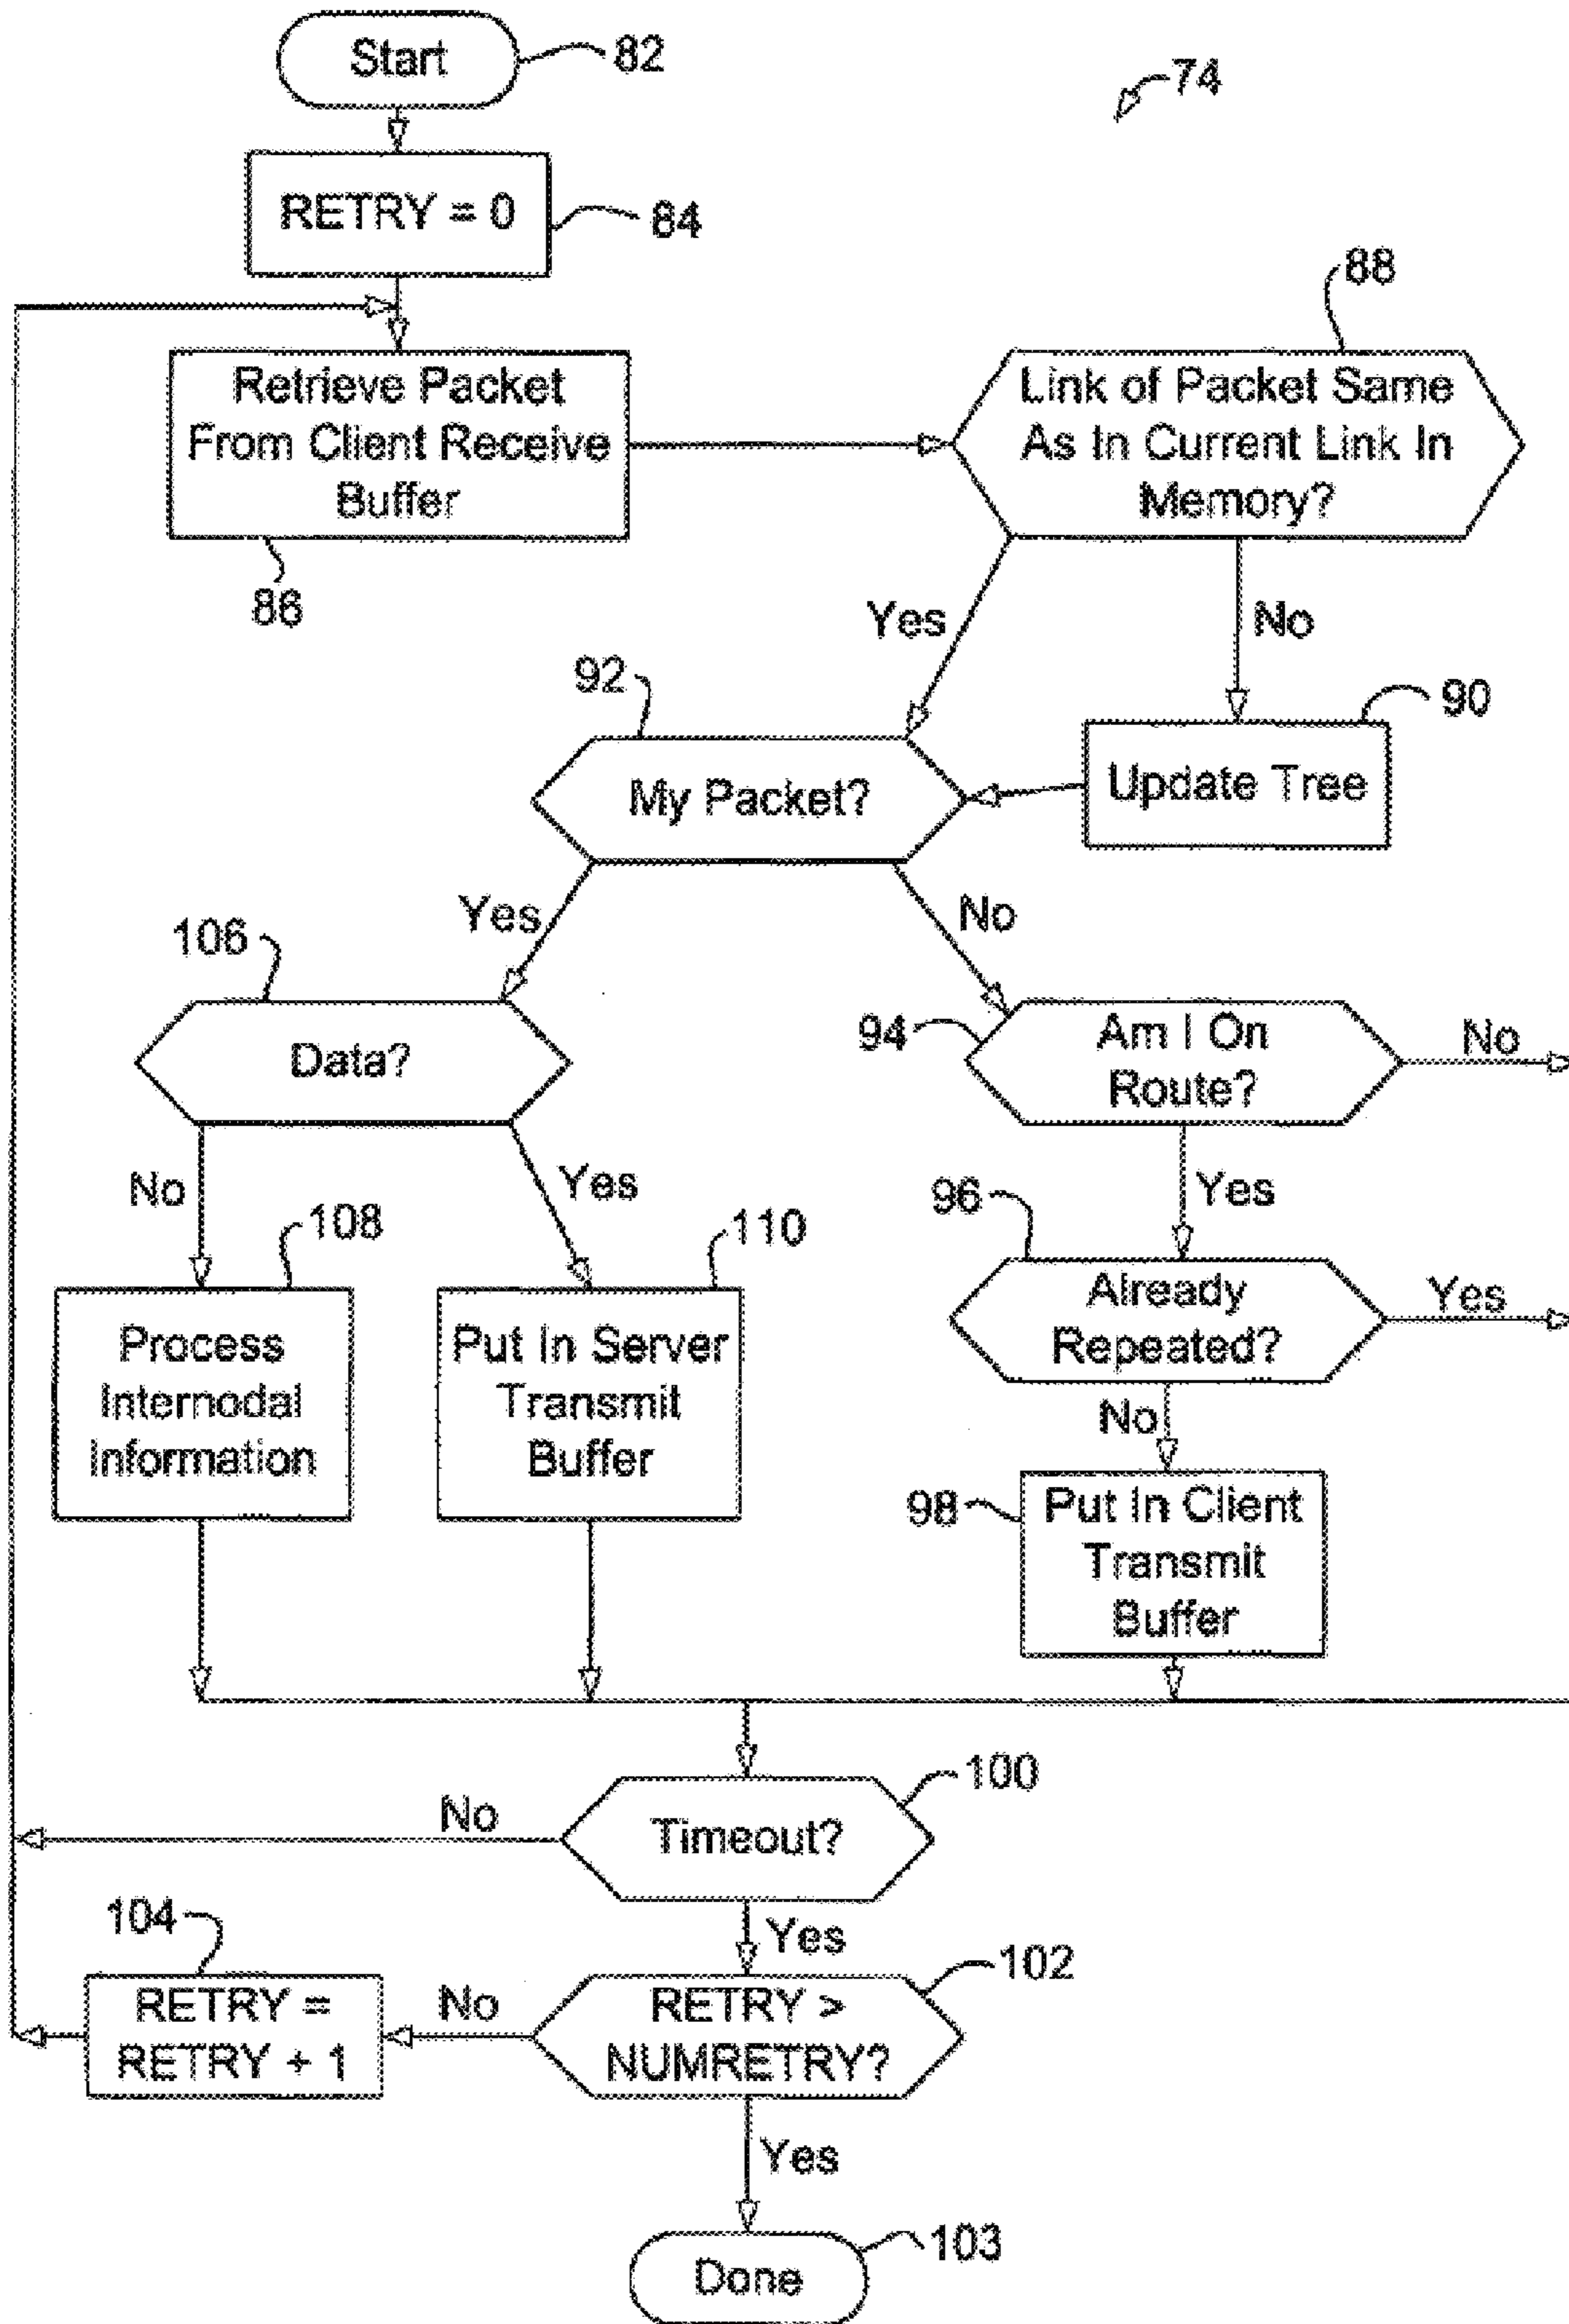 Start
82
74
RETRY = 0
84
88
Retrieve Packet
From Client Receive
Buffer
86
Link of Packet Same
As In Current Link In
Memory?
Yes
No
92
90
My Packet?
Update Tree
Yes
No
106
Data?
94
Am I On
Route?
No
No
Yes
Yes
108
110
96
Already
Repeated?
Yes
Process
Internodal
Information
Put In Server
Transmit
Buffer
No
98
Put In Client
Transmit
Buffer
100
No
Timeout?
Yes
104
102
RETRY =
RETRY + 1
No
RETRY >
NUMRETRY?
Yes
103
Done